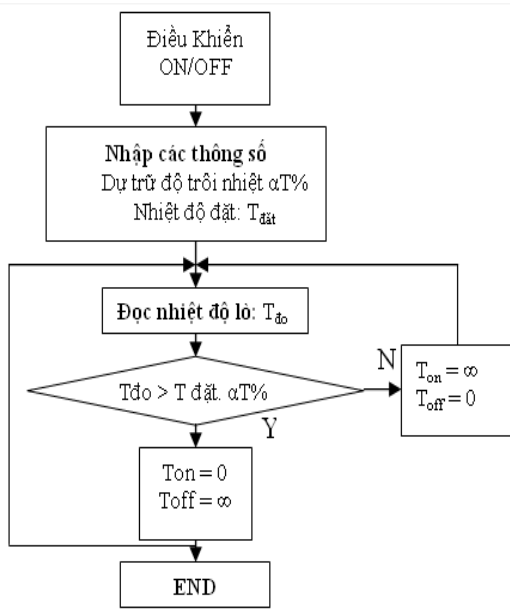 Điều Khiển
ON/OFF
Nhập các thông số
Dự trữ độ trôi nhiệt αT%
Nhiệt độ đặt: Tđăt
Đọc nhiệt độ lò: Tđo
Tđo > T đặt. αT%
N
Ton = ∞
Toff = 0
Y
Ton = 0
Toff = ∞
END